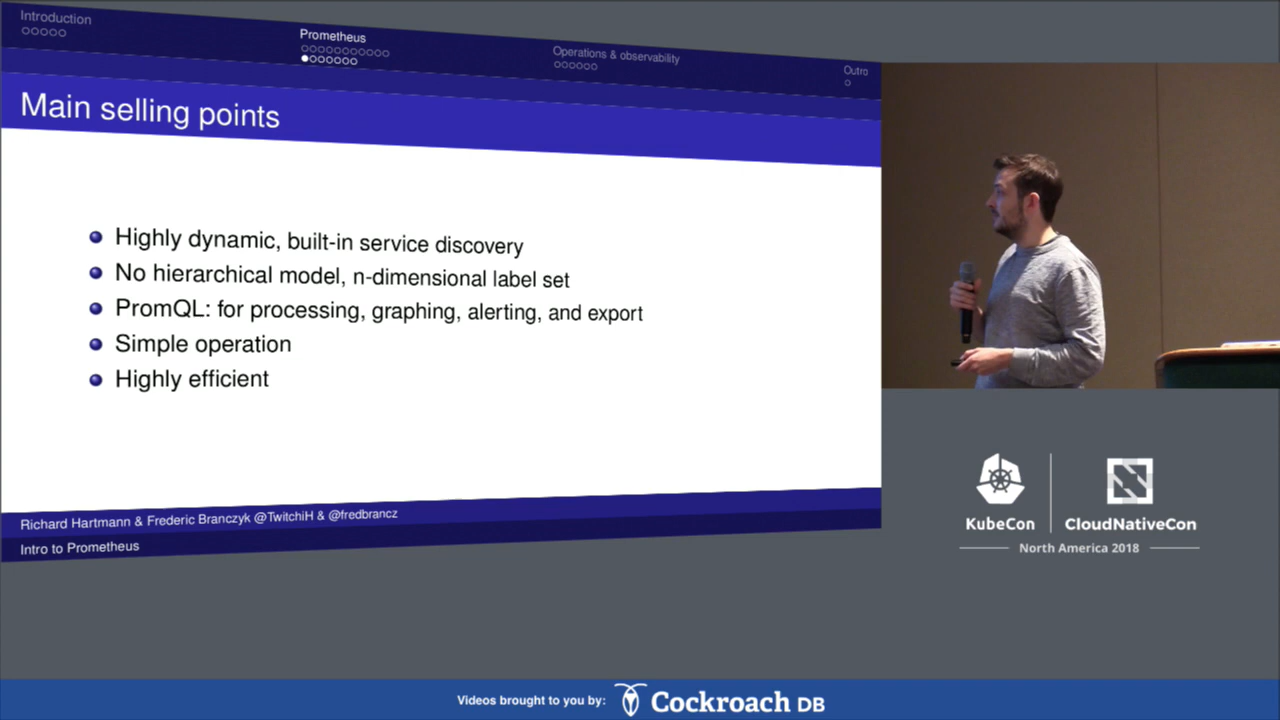 Introduction
Prometheus
Operations & observability
Outro
Main selling points
Highly dynamic, built-in service discovery
No hierarchical model, n-dimensional label set
PromQL: for processing, graphing, alerting, and export
Simple operation
Highly efficient
Richard Hartmann & Frederic Branczyk @TwitchiH & @fredbrancz
Intro to Prometheus
KubeCon
CloudNativeCon
North America 2018
Videos brought to you by:
Cockroach DB